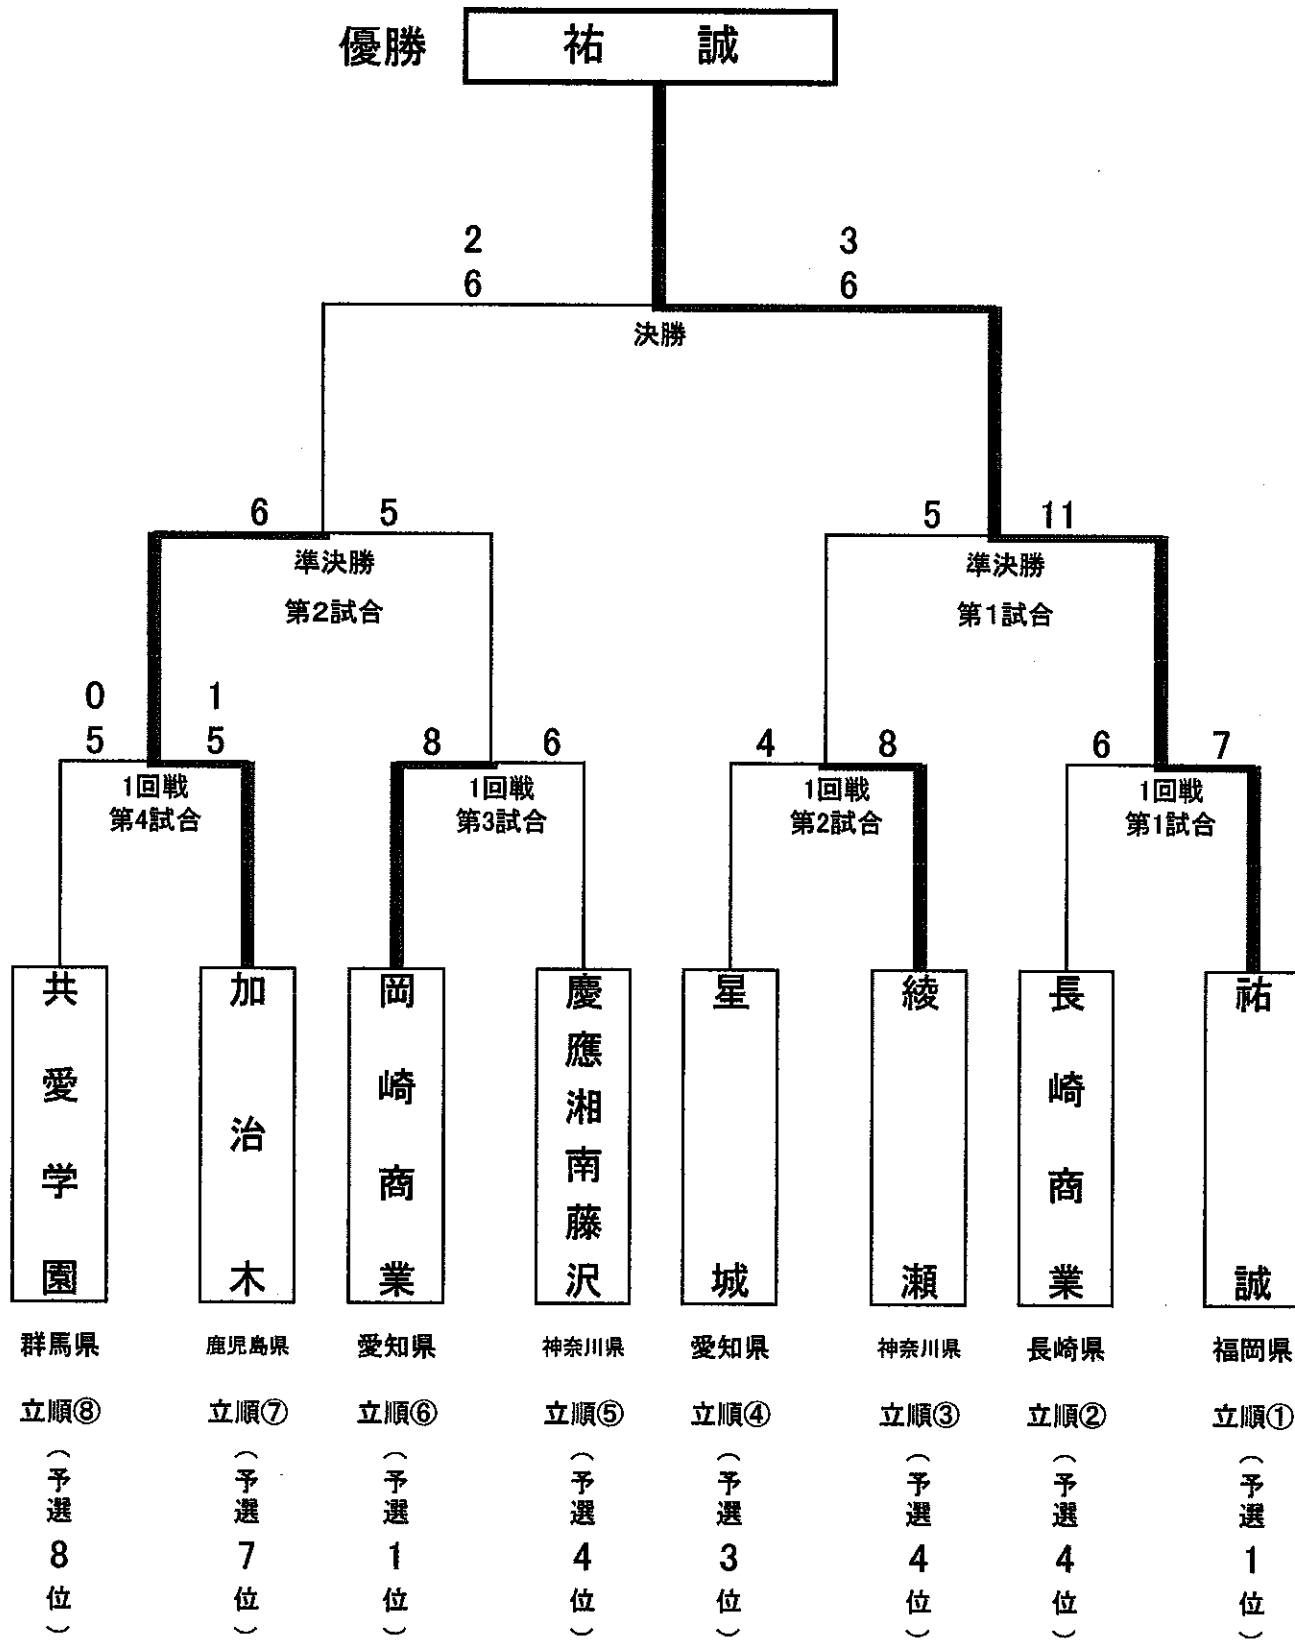 優勝
祐誠
2 3
6 6
決勝
6 5 5 11
準決勝 準決勝
第2試合 第1試合
0 1
5 5 8 6 4 8 6 7
1回戦 1回戦 1回戦 1回戦
第4試合 第3試合 第2試合 第1試合
共愛学園
加治木
岡崎商業
慶應湘南藤沢
星城
綾瀬
長崎商業
祐誠
群馬県 鹿児島県 愛知県 神奈川県 愛知県 神奈川県 長崎県 福岡県
立順⑧ 立順⑦ 立順⑥ 立順⑤ 立順④ 立順③ 立順② 立順①
(予選8位)
(予選7位)
(予選1位)
(予選4位)
(予選3位)
(予選4位)
(予選4位)
(予選1位)